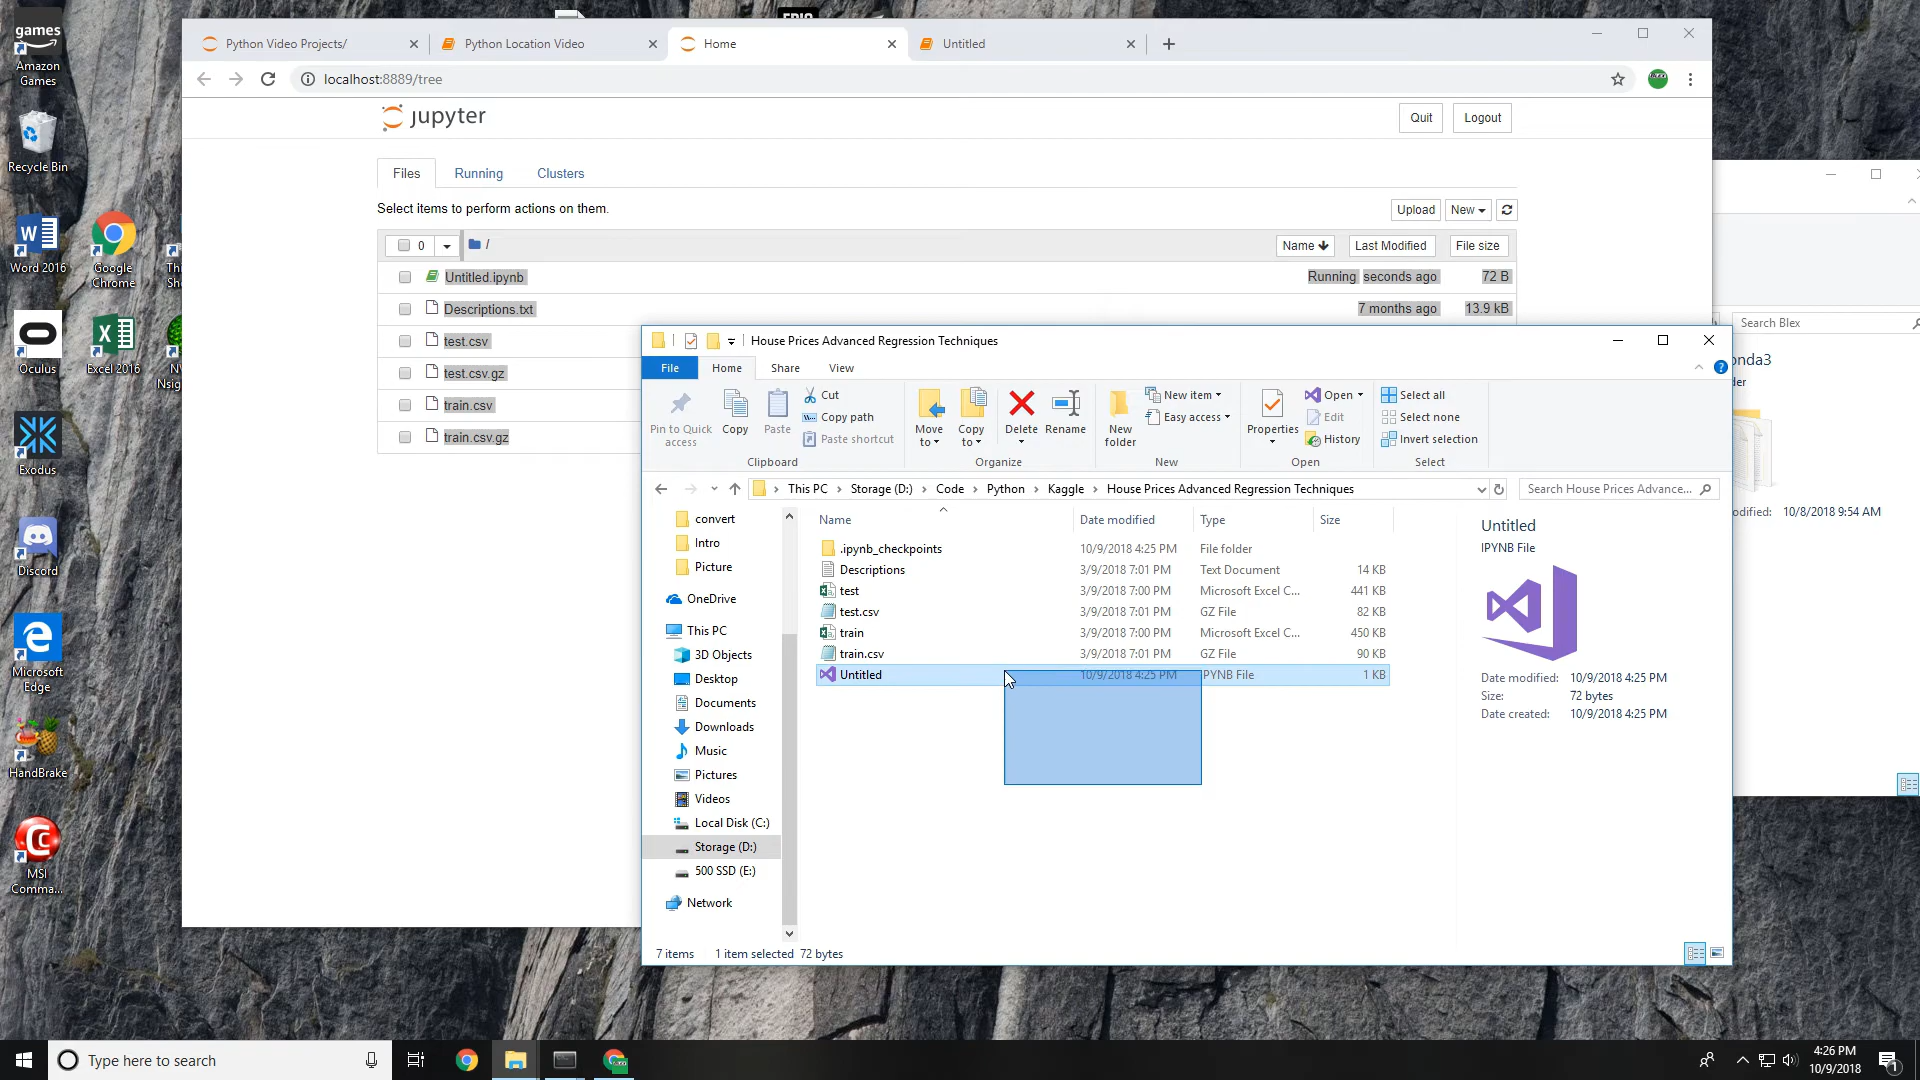 games
Amazon
Games
Recycle Bin
Word 2016
Google
Chrome
Oculus
Excel 2016
Nsigh
Exodus
Discord
Microsoft
Edge
HandBrake
MSI
Comma...
Python Video Projects/
Python Location Video
Home
Untitled
localhost:8889/tree
jupyter
Quit
Logout
Files
Running
Clusters
Select items to perform actions on them.
Upload
New
0
/
Name
Last Modified
File size
Untitled.ipynb
Running
seconds ago
72 B
Descriptions.txt
7 months ago
13.9 kB
test.csv
test.csv.gz
train.csv
train.csv.gz
House Prices Advanced Regression Techniques
File
Home
Share
View
Pin to Quick
access
Copy
Paste
Cut
Copy path
Paste shortcut
Clipboard
Move
to
Copy
to
Delete
Rename
Organize
New
folder
New item
Easy access
New
Properties
Open
Edit
History
Open
Select all
Select none
Invert selection
Select
This PC
Storage (D:)
Code
Python
Kaggle
House Prices Advanced Regression Techniques
Search House Prices Advance...
convert
Intro
Picture
OneDrive
This PC
3D Objects
Desktop
Documents
Downloads
Music
Pictures
Videos
Local Disk (C:)
Storage (D:)
500 SSD (E:)
Network
Name
Date modified
Type
Size
.ipynb_checkpoints
10/9/2018 4:25 PM
File folder
Descriptions
3/9/2018 7:01 PM
Text Document
14 KB
test
3/9/2018 7:00 PM
Microsoft Excel C...
441 KB
test.csv
3/9/2018 7:01 PM
GZ File
82 KB
train
3/9/2018 7:00 PM
Microsoft Excel C...
450 KB
train.csv
3/9/2018 7:01 PM
GZ File
90 KB
Untitled
10/9/2018 4:25 PM
IPYNB File
1 KB
Untitled
IPYNB File
Date modified: 10/9/2018 4:25 PM
Size: 72 bytes
Date created: 10/9/2018 4:25 PM
7 items
1 item selected 72 bytes
Search Blex
nda3
der
odified: 10/8/2018 9:54 AM
Type here to search
4:26 PM
10/9/2018
1